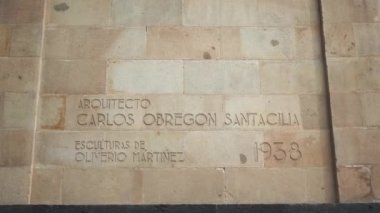 ARQUITECTO
CARLOS OBREGON SANTACILIA
ESCULTURAS DE
OLIVERIO MARTINEZ 1938